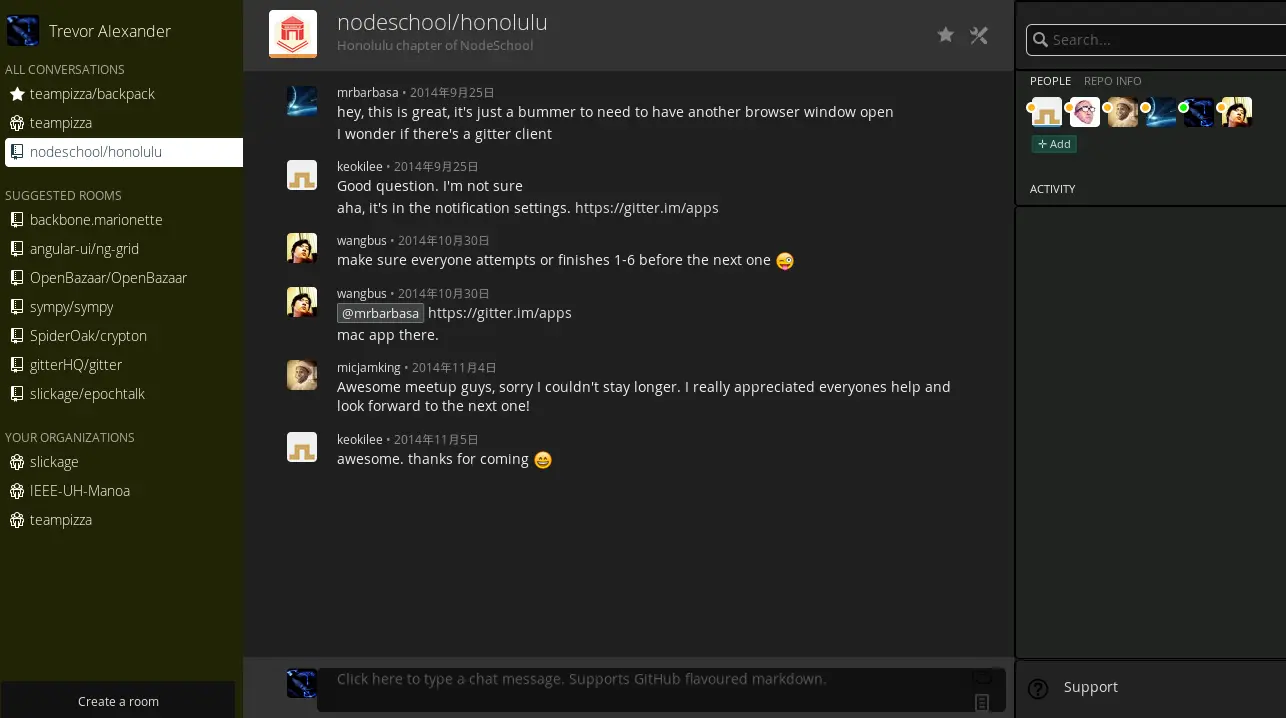 Trevor Alexander
ALL CONVERSATIONS
teampizza/backpack
teampizza
nodeschool/honolulu
SUGGESTED ROOMS
backbone.marionette
angular-ui/ng-grid
OpenBazaar/OpenBazaar
sympy/sympy
SpiderOak/crypton
gitterHQ/gitter
slickage/epochtalk
YOUR ORGANIZATIONS
slickage
IEEE-UH-Manoa
teampizza
Create a room
nodeschool/honolulu
Honolulu chapter of NodeSchool
mrbarbasa • 2014年9月25日
hey, this is great, it's just a bummer to need to have another browser window open
I wonder if there's a gitter client
keokilee • 2014年9月25日
Good question. I'm not sure
aha, it's in the notification settings. https://gitter.im/apps
wangbus • 2014年10月30日
make sure everyone attempts or finishes 1-6 before the next one 😜
wangbus • 2014年10月30日
@mrbarbasa https://gitter.im/apps
mac app there.
micjamking • 2014年11月4日
Awesome meetup guys, sorry I couldn't stay longer. I really appreciated everyones help and
look forward to the next one!
keokilee • 2014年11月5日
awesome. thanks for coming 😄
Click here to type a chat message. Supports GitHub flavoured markdown.
Search...
PEOPLE REPO INFO
+ Add
ACTIVITY
? Support